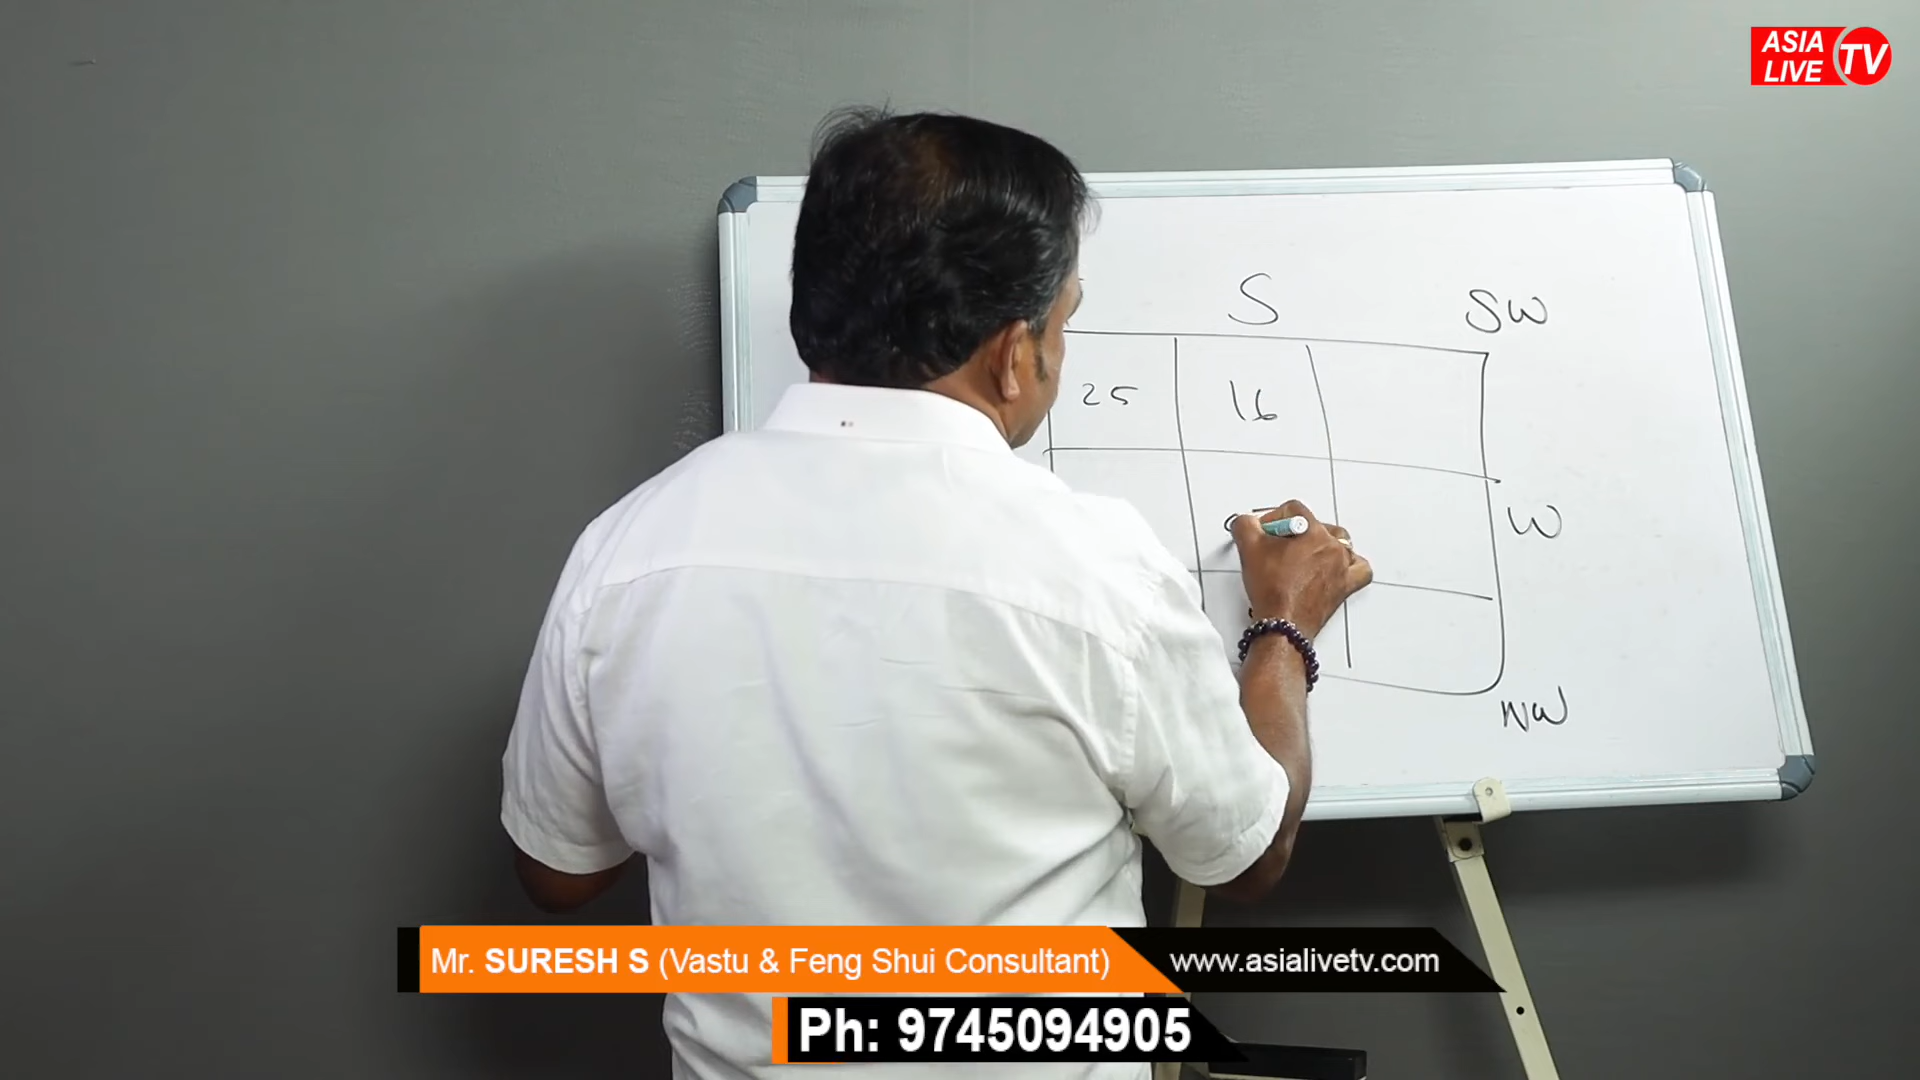 ASIA
LIVE TV
S
SW
25
16
W
NW
Mr. SURESH S (Vastu & Feng Shui Consultant)
www.asialivetv.com
Ph: 9745094905